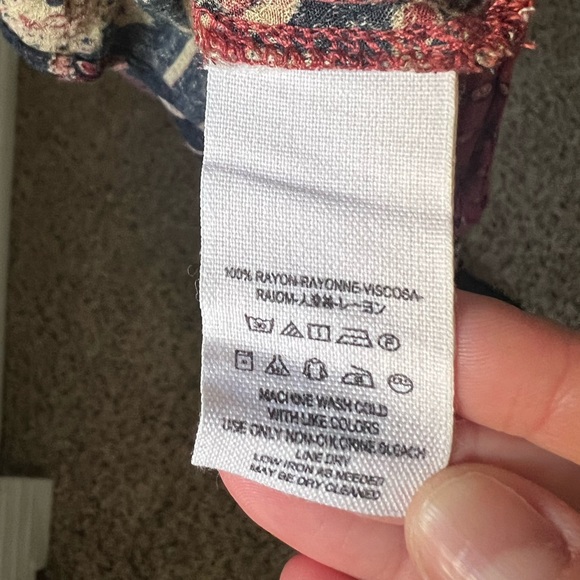 100% RAYON-RAYONNE-VISCOSA-
RAIOM-人造絲-レーヨン
30
MACHINE WASH COLD
WITH LIKE COLORS
USE ONLY NON-CHLORINE BLEACH
LINE DRY
LOW IRON AS NEEDED
MAY BE DRY CLEANED